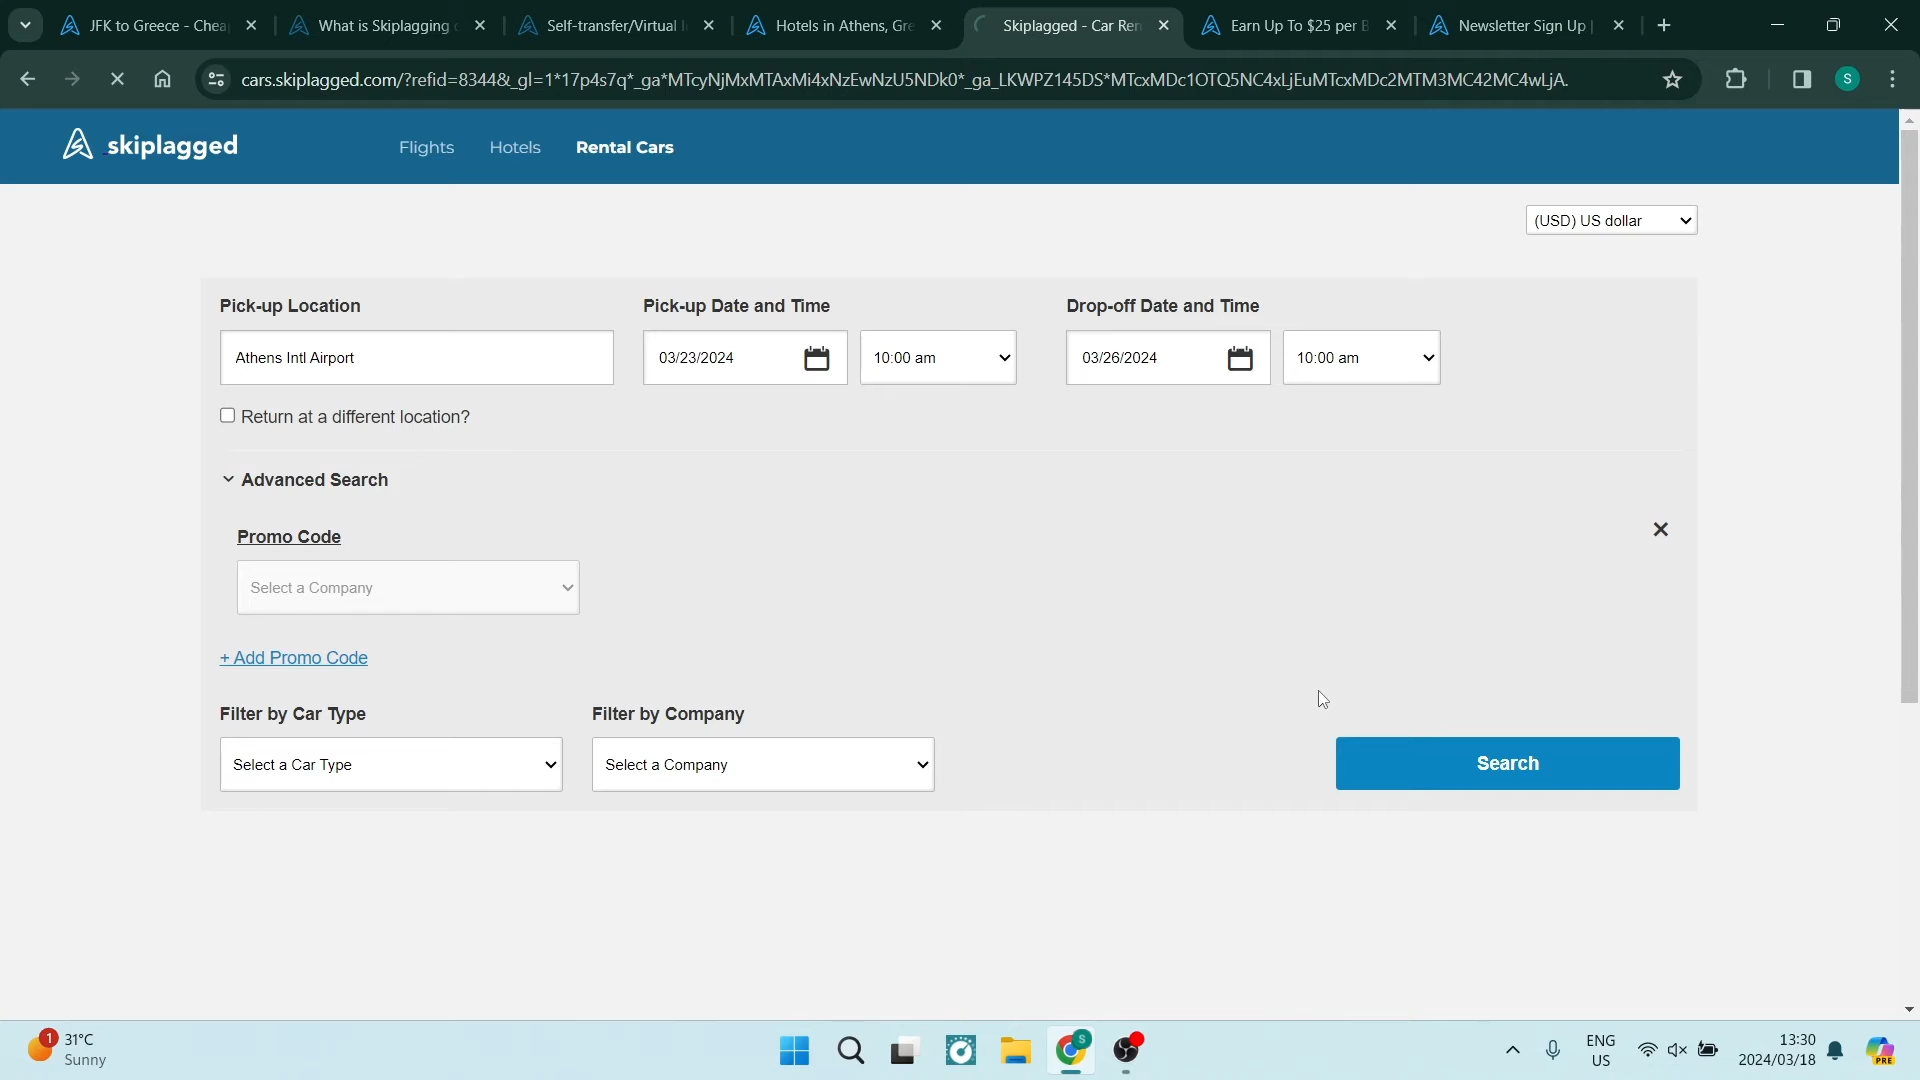 JFK to Greece - Chea
What is Skiplagging
Self-transfer/Virtual I
Hotels in Athens, Gre
Skiplagged - Car Ren
Earn Up To $25 per B
Newsletter Sign Up |
cars.skiplagged.com/?refid=8344&_gl=1*17p4s7q*_ga*MTcyNjMxMTAxMi4xNzEwNzU5NDk0*_ga_LKWPZ145DS*MTcxMDc1OTQ5NC4xLjEuMTcxMDc2MTM3MC42MC4wLjA.
S
skiplagged
Flights
Hotels
Rental Cars
(USD) US dollar
Pick-up Location
Pick-up Date and Time
Drop-off Date and Time
Athens Intl Airport
03/23/2024
10:00 am
03/26/2024
10:00 am
Return at a different location?
Advanced Search
Promo Code
Select a Company
+ Add Promo Code
Filter by Car Type
Filter by Company
Select a Car Type
Select a Company
Search
1
31°C
Sunny
S
ENG
US
13:30
2024/03/18
PRE